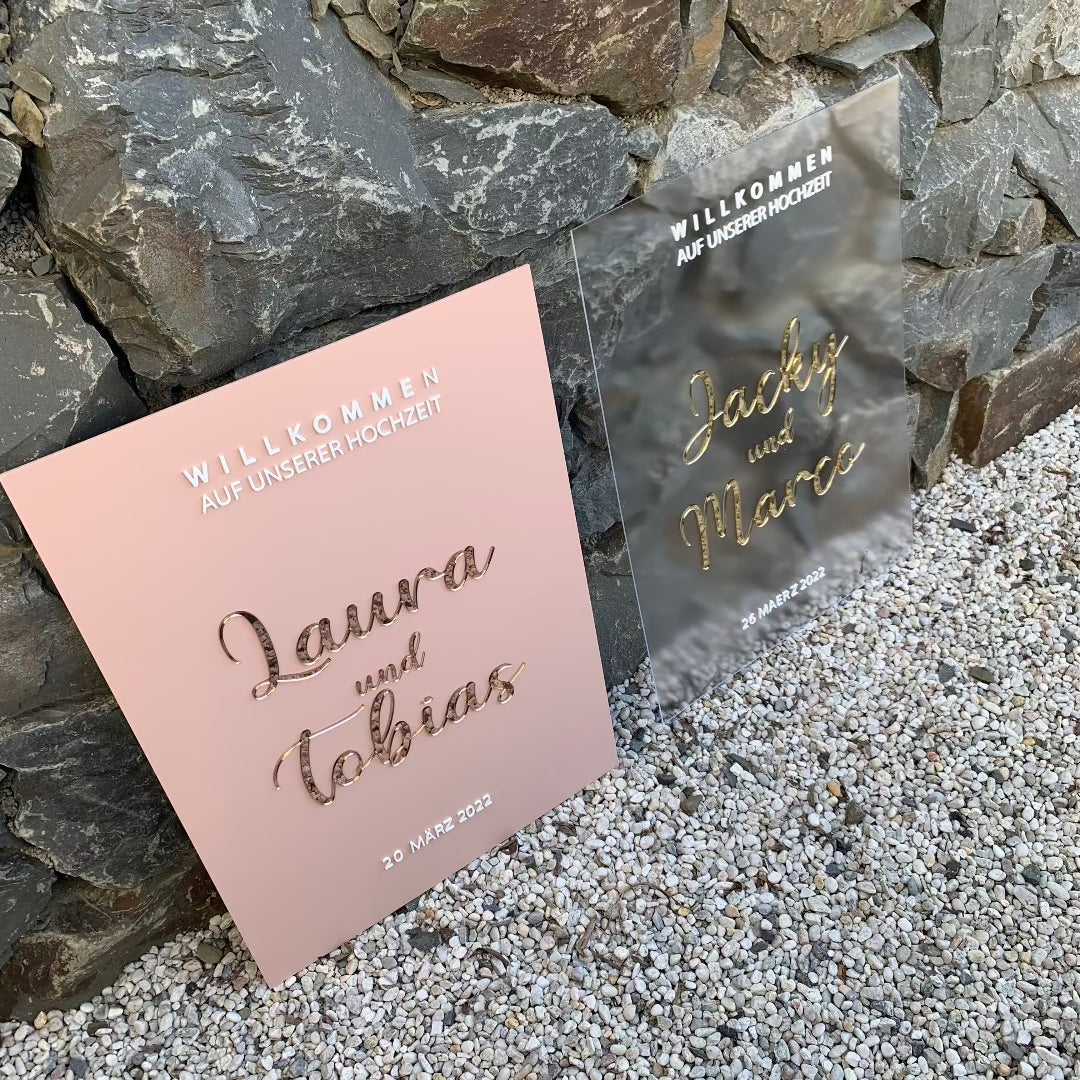 WILLKOMMEN
AUF UNSERER HOCHZEIT
Laura
und
Tobias
20 MÄRZ 2022
WILLKOMMEN
AUF UNSERER HOCHZEIT
Jacky
und
Marco
26 MAERZ 2022